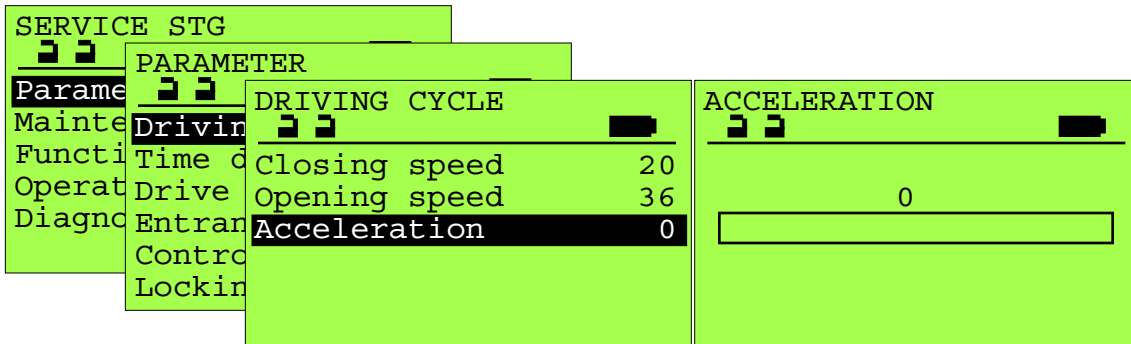 SERVICE STG
Parame
Mainte
Functi
Operat
Diagno
PARAMETER
Drivin
Time d
Drive
Entran
Contro
Lockin
DRIVING CYCLE
Closing speed 20
Opening speed 36
Acceleration 0
ACCELERATION
0